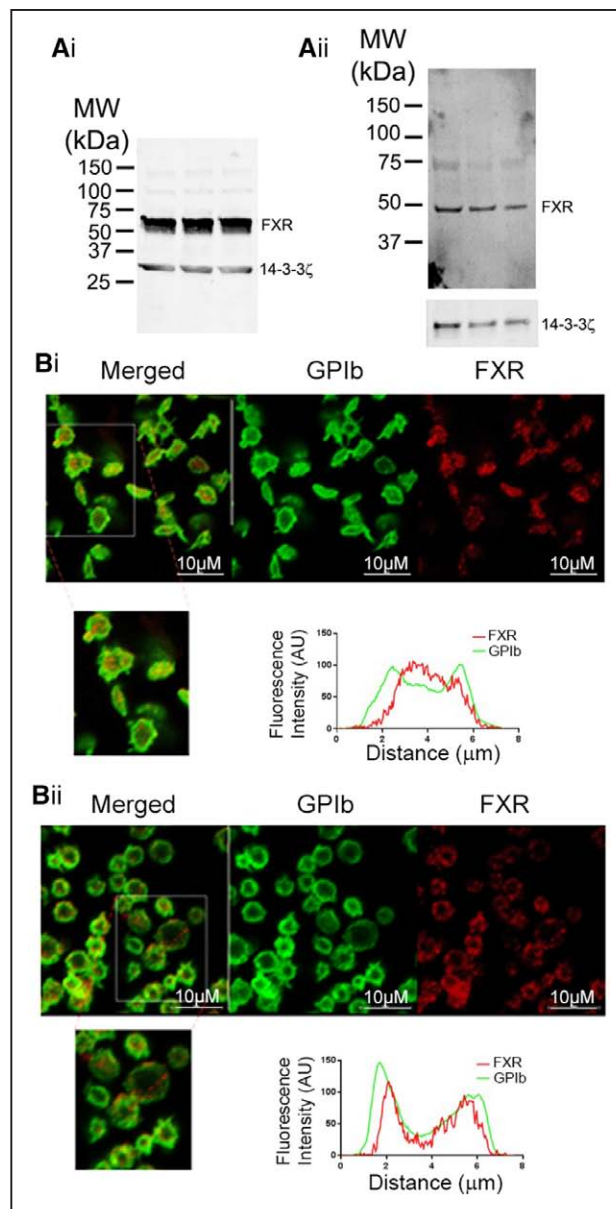 Ai
MW
(kDa)
150
100
75
50
37
25
FXR
14-3-3ζ
Aii
MW
(kDa)
150
100
75
50
37
FXR
14-3-3ζ
Bi
Merged GPIb FXR
10μM 10μM 10μM
Fluorescence
Intensity (AU)
150
100
50
0
FXR
GPIb
0 2 4 6 8
Distance (μm)
Bii
Merged GPIb FXR
10μM 10μM 10μM
Fluorescence
Intensity (AU)
150
100
50
0
FXR
GPIb
0 2 4 6 8
Distance (μm)